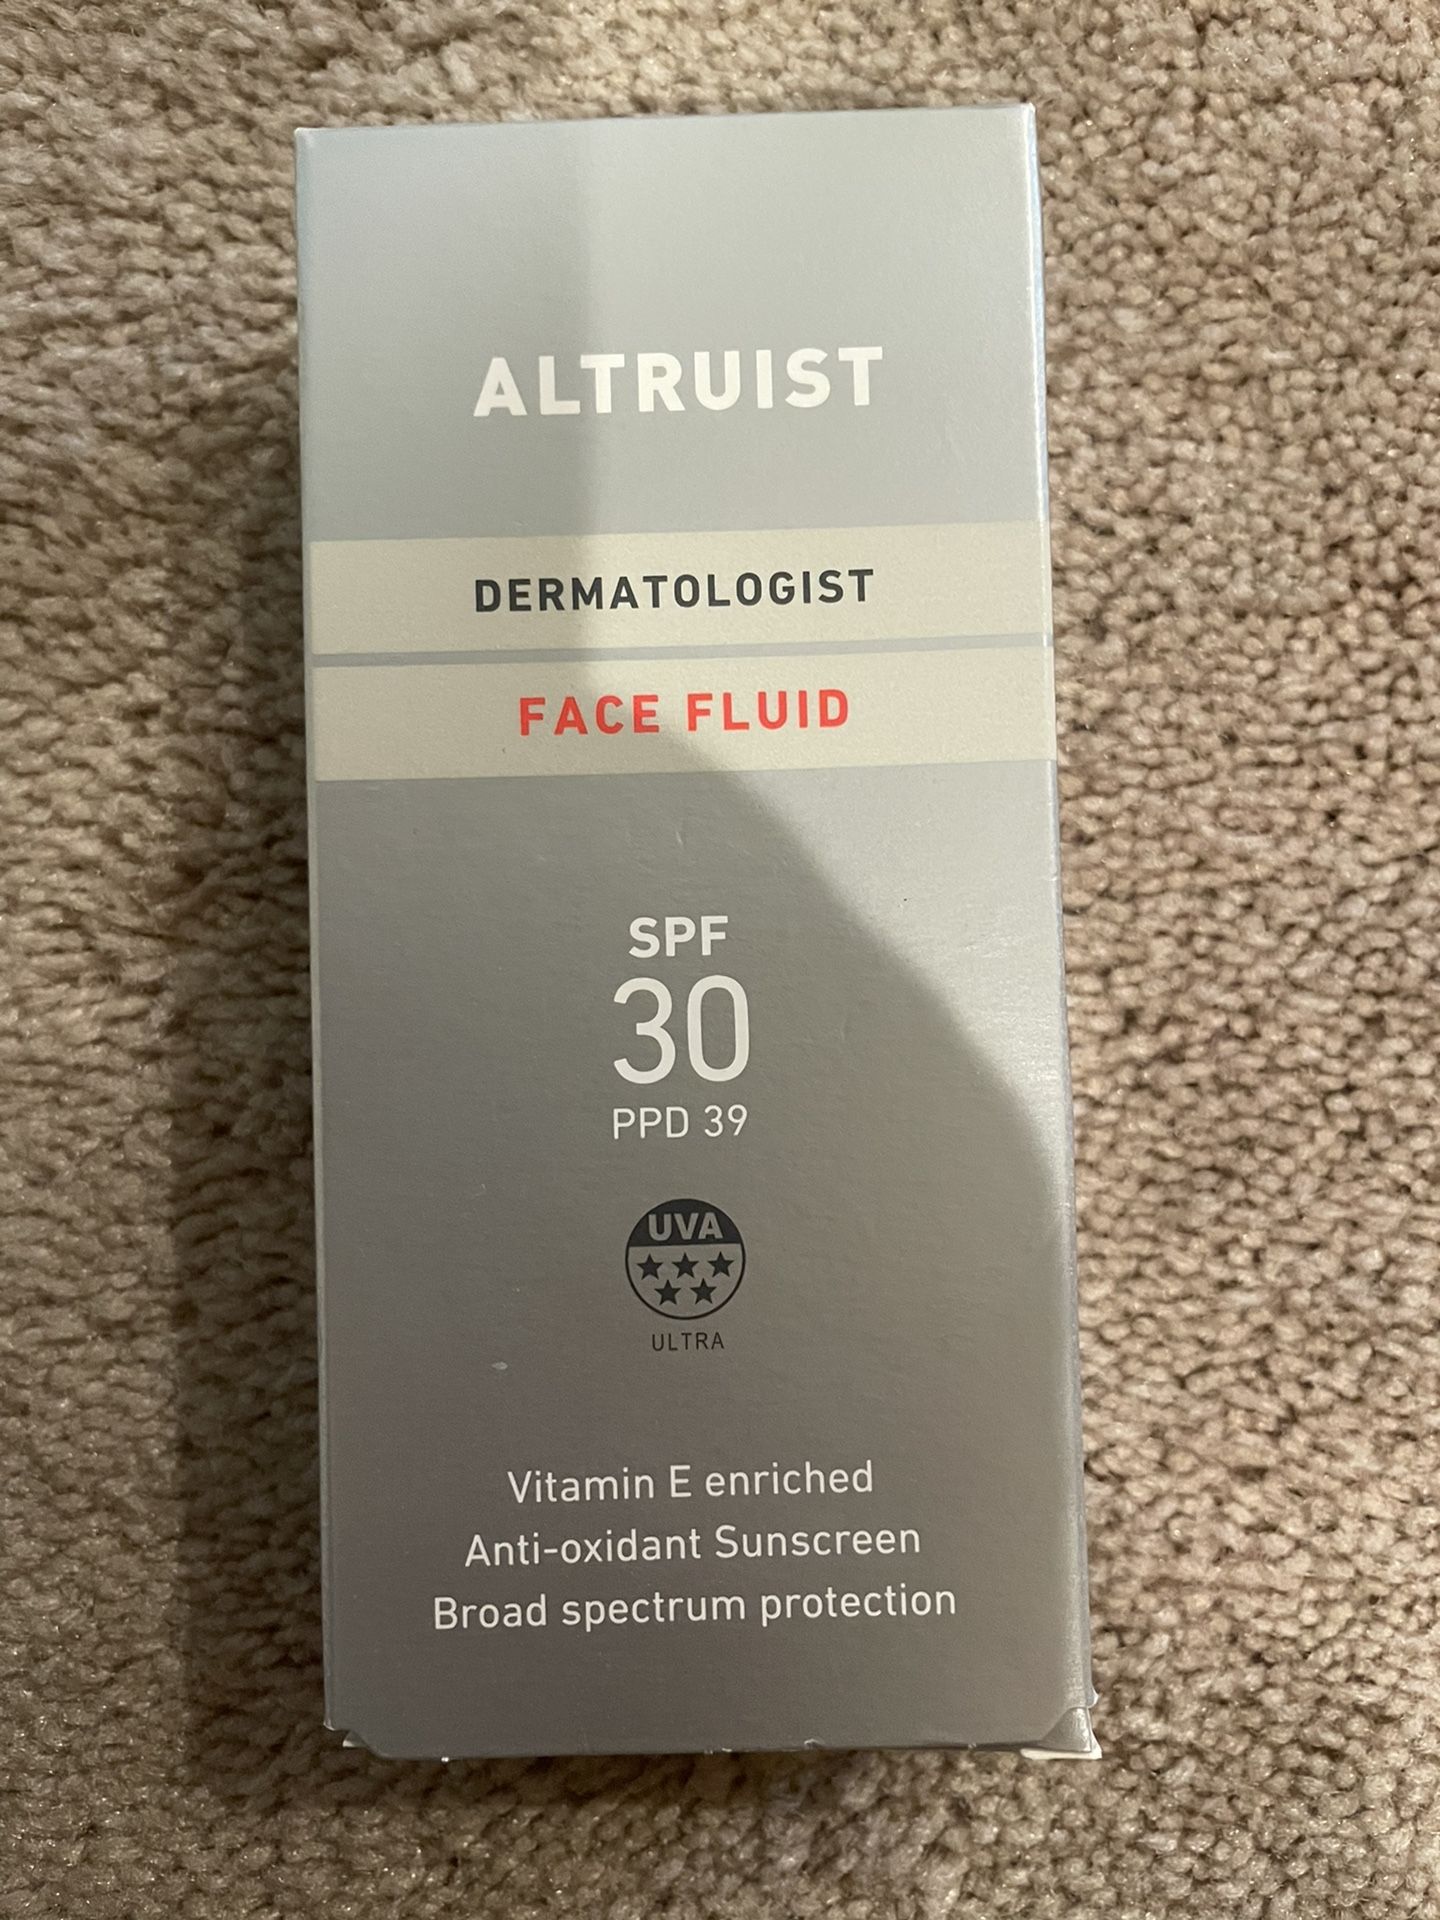 ALTRUIST
DERMATOLOGIST
FACE FLUID
SPF
30
PPD 39
UVA
ULTRA
Vitamin E enriched
Anti-oxidant Sunscreen
Broad spectrum protection